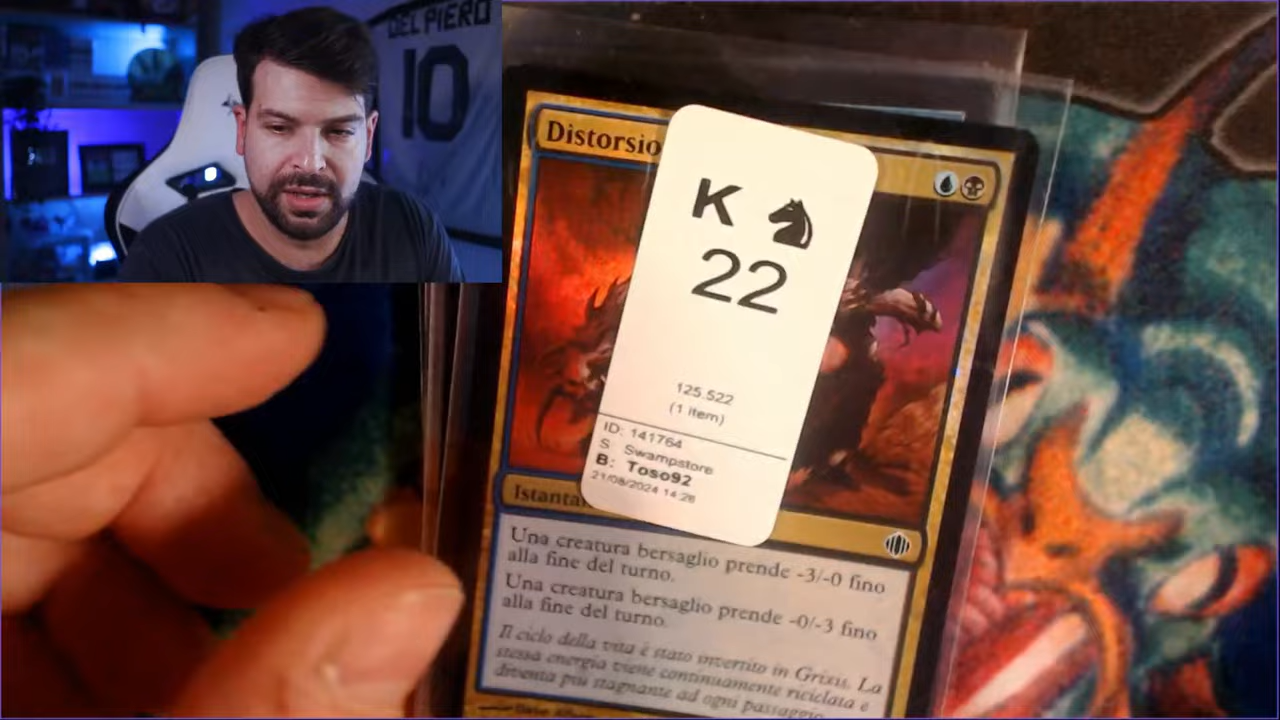 DEL PIERO
10
Distorsio
K
22
125.522
(1 item)
ID: 141764
S: Swampstore
B: Toso92
21/08/2024 14:28
Istanta
Una creatura bersaglio prende -3/-0 fino
alla fine del turno.
Una creatura bersaglio prende -0/-3 fino
alla fine del turno.
Il ciclo della vita è stato invertito in Grixis. La
stessa energia viene continuamente riciclata e
diventa più stagnante ad ogni passaggio.